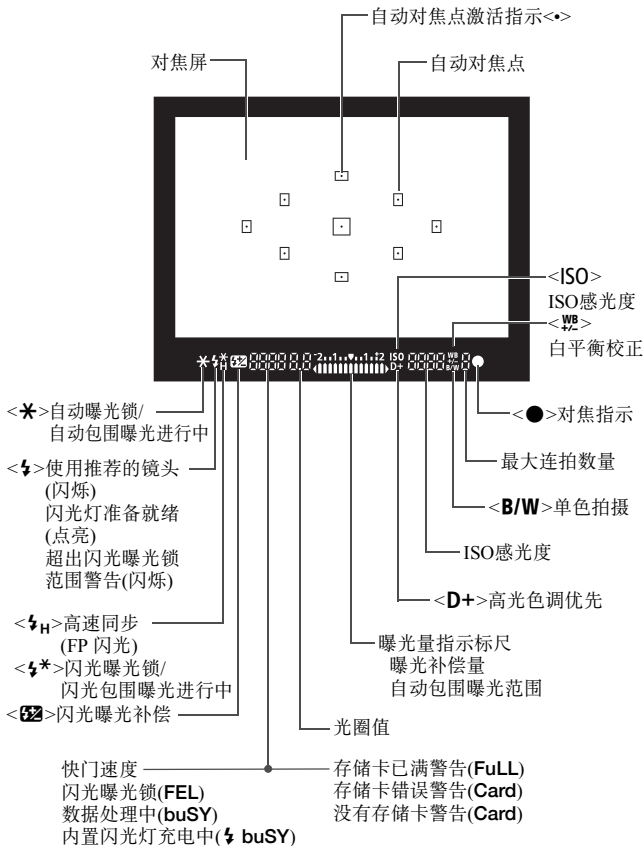 自动对焦点激活指示<•>
对焦屏
自动对焦点
<ISO>
ISO感光度
<WB +/->
白平衡校正
<✱>自动曝光锁/
自动包围曝光进行中
<●>对焦指示
<⚡>使用推荐的镜头
(闪烁)
闪光灯准备就绪
(点亮)
超出闪光曝光锁
范围警告(闪烁)
最大连拍数量
<B/W>单色拍摄
ISO感光度
<D+>高光色调优先
<⚡H>高速同步
(FP 闪光)
<⚡✱>闪光曝光锁/
闪光包围曝光进行中
<⚡±>闪光曝光补偿
曝光量指示标尺
曝光补偿量
自动包围曝光范围
光圈值
快门速度
闪光曝光锁(FEL)
数据处理中(buSY)
内置闪光灯充电中(⚡ buSY)
存储卡已满警告(FuLL)
存储卡错误警告(Card)
没有存储卡警告(Card)